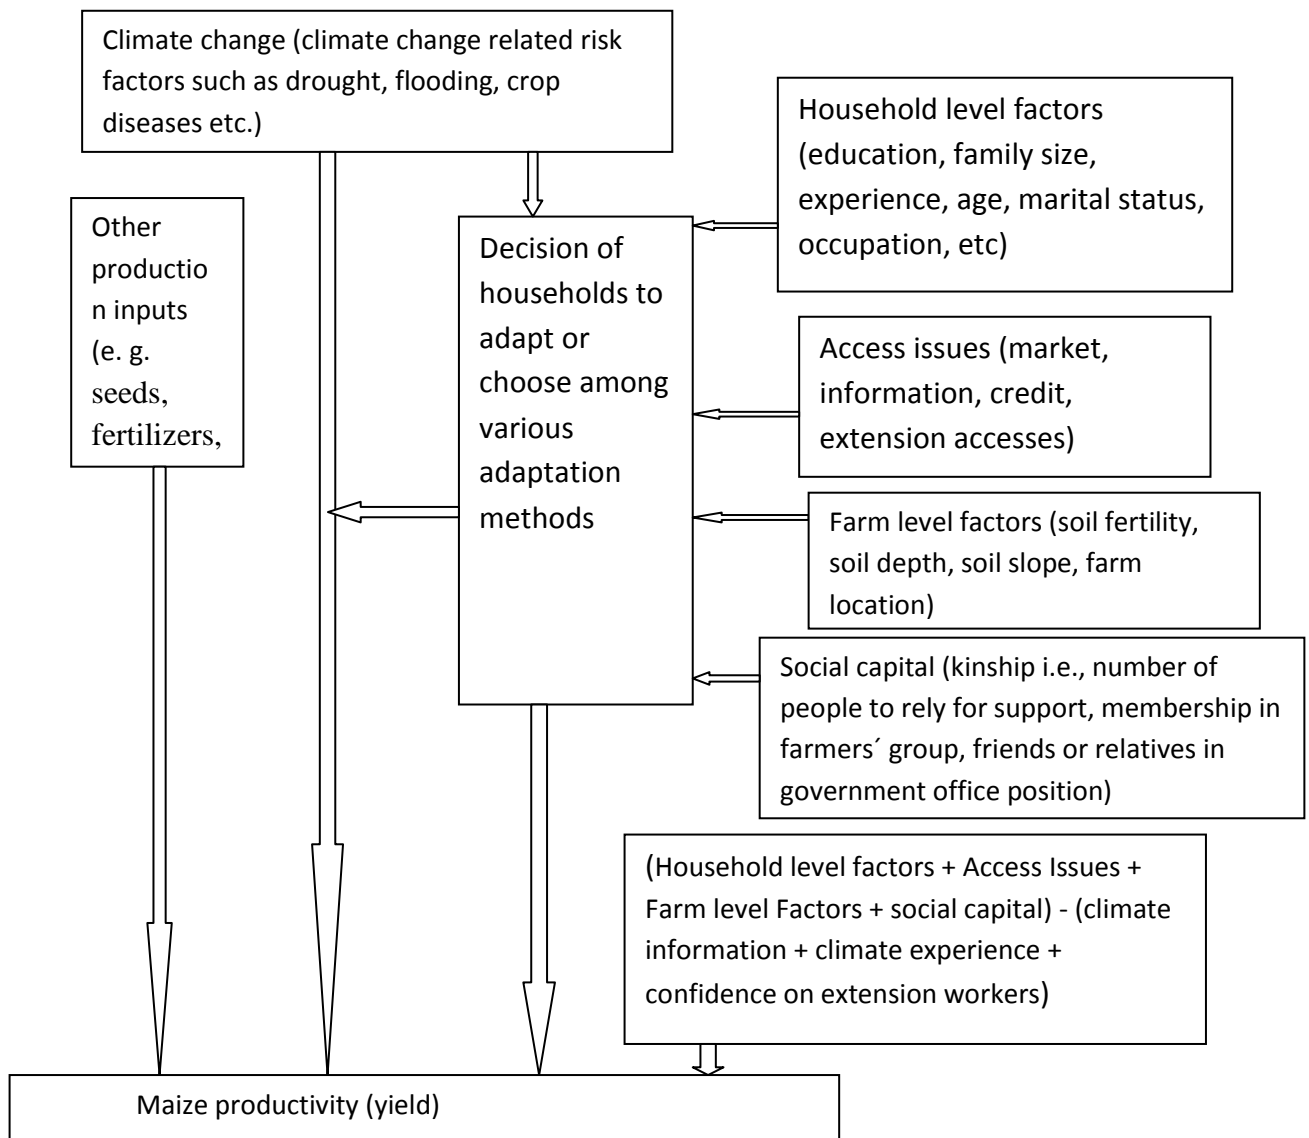 Climate change (climate change related risk
factors such as drought, flooding, crop
diseases etc.)
Household level factors
(education, family size,
experience, age, marital status,
occupation, etc)
Other
productio
n inputs
(e. g.
seeds,
fertilizers,
Decision of
households to
adapt or
choose among
various
adaptation
methods
Access issues (market,
information, credit,
extension accesses)
Farm level factors (soil fertility,
soil depth, soil slope, farm
location)
Social capital (kinship i.e., number of
people to rely for support, membership in
farmers´ group, friends or relatives in
government office position)
(Household level factors + Access Issues +
Farm level Factors + social capital) - (climate
information + climate experience +
confidence on extension workers)
Maize productivity (yield)